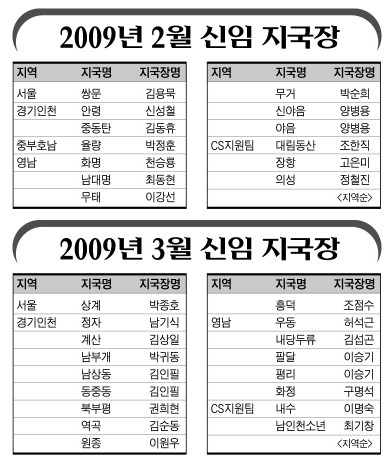 2009년 2월 신임 지국장
지역 지국명 지국장명
서울 쌍문 김용묵
경기인천 안령 신성철
중동탄 김동휴
중부호남 율량 박정훈
영남 화명 천승룡
남대명 최동현
무태 이강선
지역 지국명 지국장명
무거 박순희
신야음 양병용
야음 양병용
CS지원팀 대림동산 조한직
장항 고은미
의성 정철진
<지역순>
2009년 3월 신임 지국장
지역 지국명 지국장명
서울 상계 박종호
경기인천 정자 남기식
계산 김상일
남부개 박귀동
남상동 김인필
동중동 김인필
북부평 권희현
역곡 김순동
원종 이원우
지역 지국명 지국장명
흥덕 조점수
영남 우동 허석근
내당두류 김섭곤
팔달 이승기
평리 이승기
화정 구명석
CS지원팀 내수 이명숙
남인천소년 최기창
<지역순>